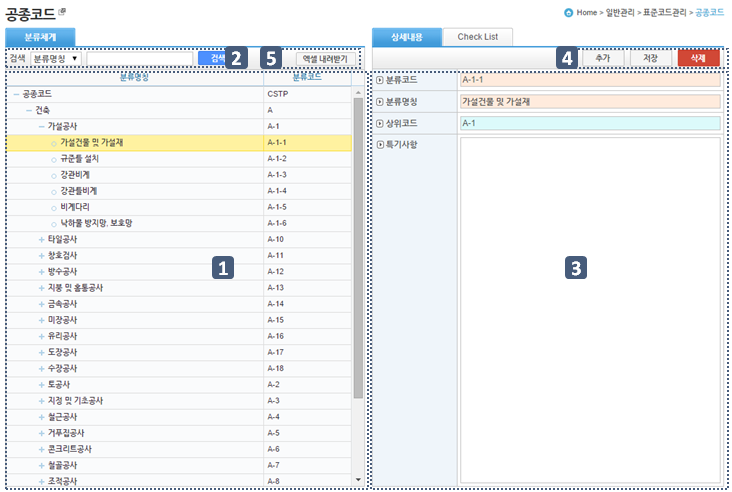 공종코드
Home > 일반관리 > 표준코드관리 > 공종코드
분류체계
상세내용 Check List
검색 분류명칭 검색 2 5 엑셀 내려받기
4 추가 저장 삭제
분류명칭 분류코드
공종코드 CSTP
건축 A
가설공사 A-1
가설건물 및 가설재 A-1-1
규준틀 설치 A-1-2
강관비계 A-1-3
강관틀비계 A-1-4
비계다리 A-1-5
낙하물 방지망, 보호망 A-1-6
타일공사 A-10
창호검사 A-11
방수공사 A-12
지붕 및 홈통공사 A-13
금속공사 A-14
미장공사 A-15
유리공사 A-16
도장공사 A-17
수장공사 A-18
토공사 A-2
지정 및 기초공사 A-3
철근공사 A-4
거푸집공사 A-5
콘크리트공사 A-6
철골공사 A-7
조적공사 A-8
1
분류코드 A-1-1
분류명칭 가설건물 및 가설재
상위코드 A-1
특기사항
3